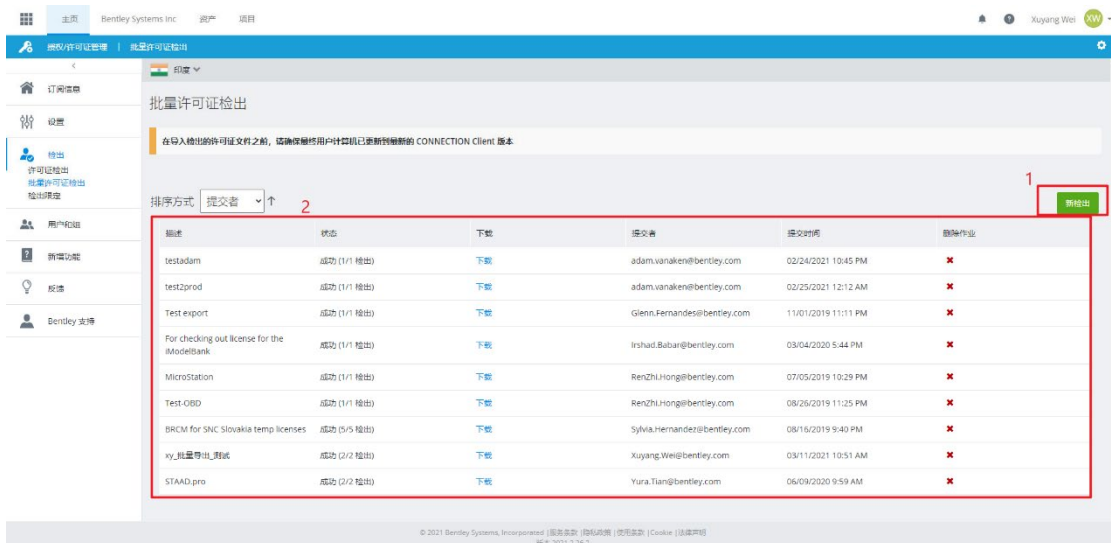 主页 Bentley Systems Inc 资产 项目 Xuyang Wei XW
授权/许可证管理 | 批量许可证检出
印度
订阅信息
设置
检出
许可证检出
批量许可证检出
检出限定
用户和组
新增功能
反馈
Bentley 支持
批量许可证检出
在导入检出的许可证文件之前，请确保最终用户计算机已更新到最新的 CONNECTION Client 版本
1
新检出
排序方式 提交者 ↑ 2
描述 状态 下载 提交者 提交时间 删除作业
testadam 成功 (1/1 检出) 下载 adam.vanaken@bentley.com 02/24/2021 10:45 PM
test2prod 成功 (1/1 检出) 下载 adam.vanaken@bentley.com 02/25/2021 12:12 AM
Test export 成功 (1/1 检出) 下载 Glenn.Fernandes@bentley.com 11/01/2019 11:11 PM
For checking out license for the
iModelBank 成功 (1/1 检出) 下载 Irshad.Babar@bentley.com 03/04/2020 5:44 PM
MicroStation 成功 (1/1 检出) 下载 RenZhi.Hong@bentley.com 07/05/2019 10:29 PM
Test-OBD 成功 (1/1 检出) 下载 RenZhi.Hong@bentley.com 08/26/2019 11:25 PM
BRCM for SNC Slovakia temp licenses 成功 (5/5 检出) 下载 Sylvia.Hernandez@bentley.com 08/16/2019 9:40 PM
xy_批量导出_测试 成功 (2/2 检出) 下载 Xuyang.Wei@bentley.com 03/11/2021 10:51 AM
STAAD.pro 成功 (2/2 检出) 下载 Yura.Tian@bentley.com 06/09/2020 9:59 AM
© 2021 Bentley Systems, Incorporated |服务条款 |隐私政策 |使用条款 |Cookie |法律声明